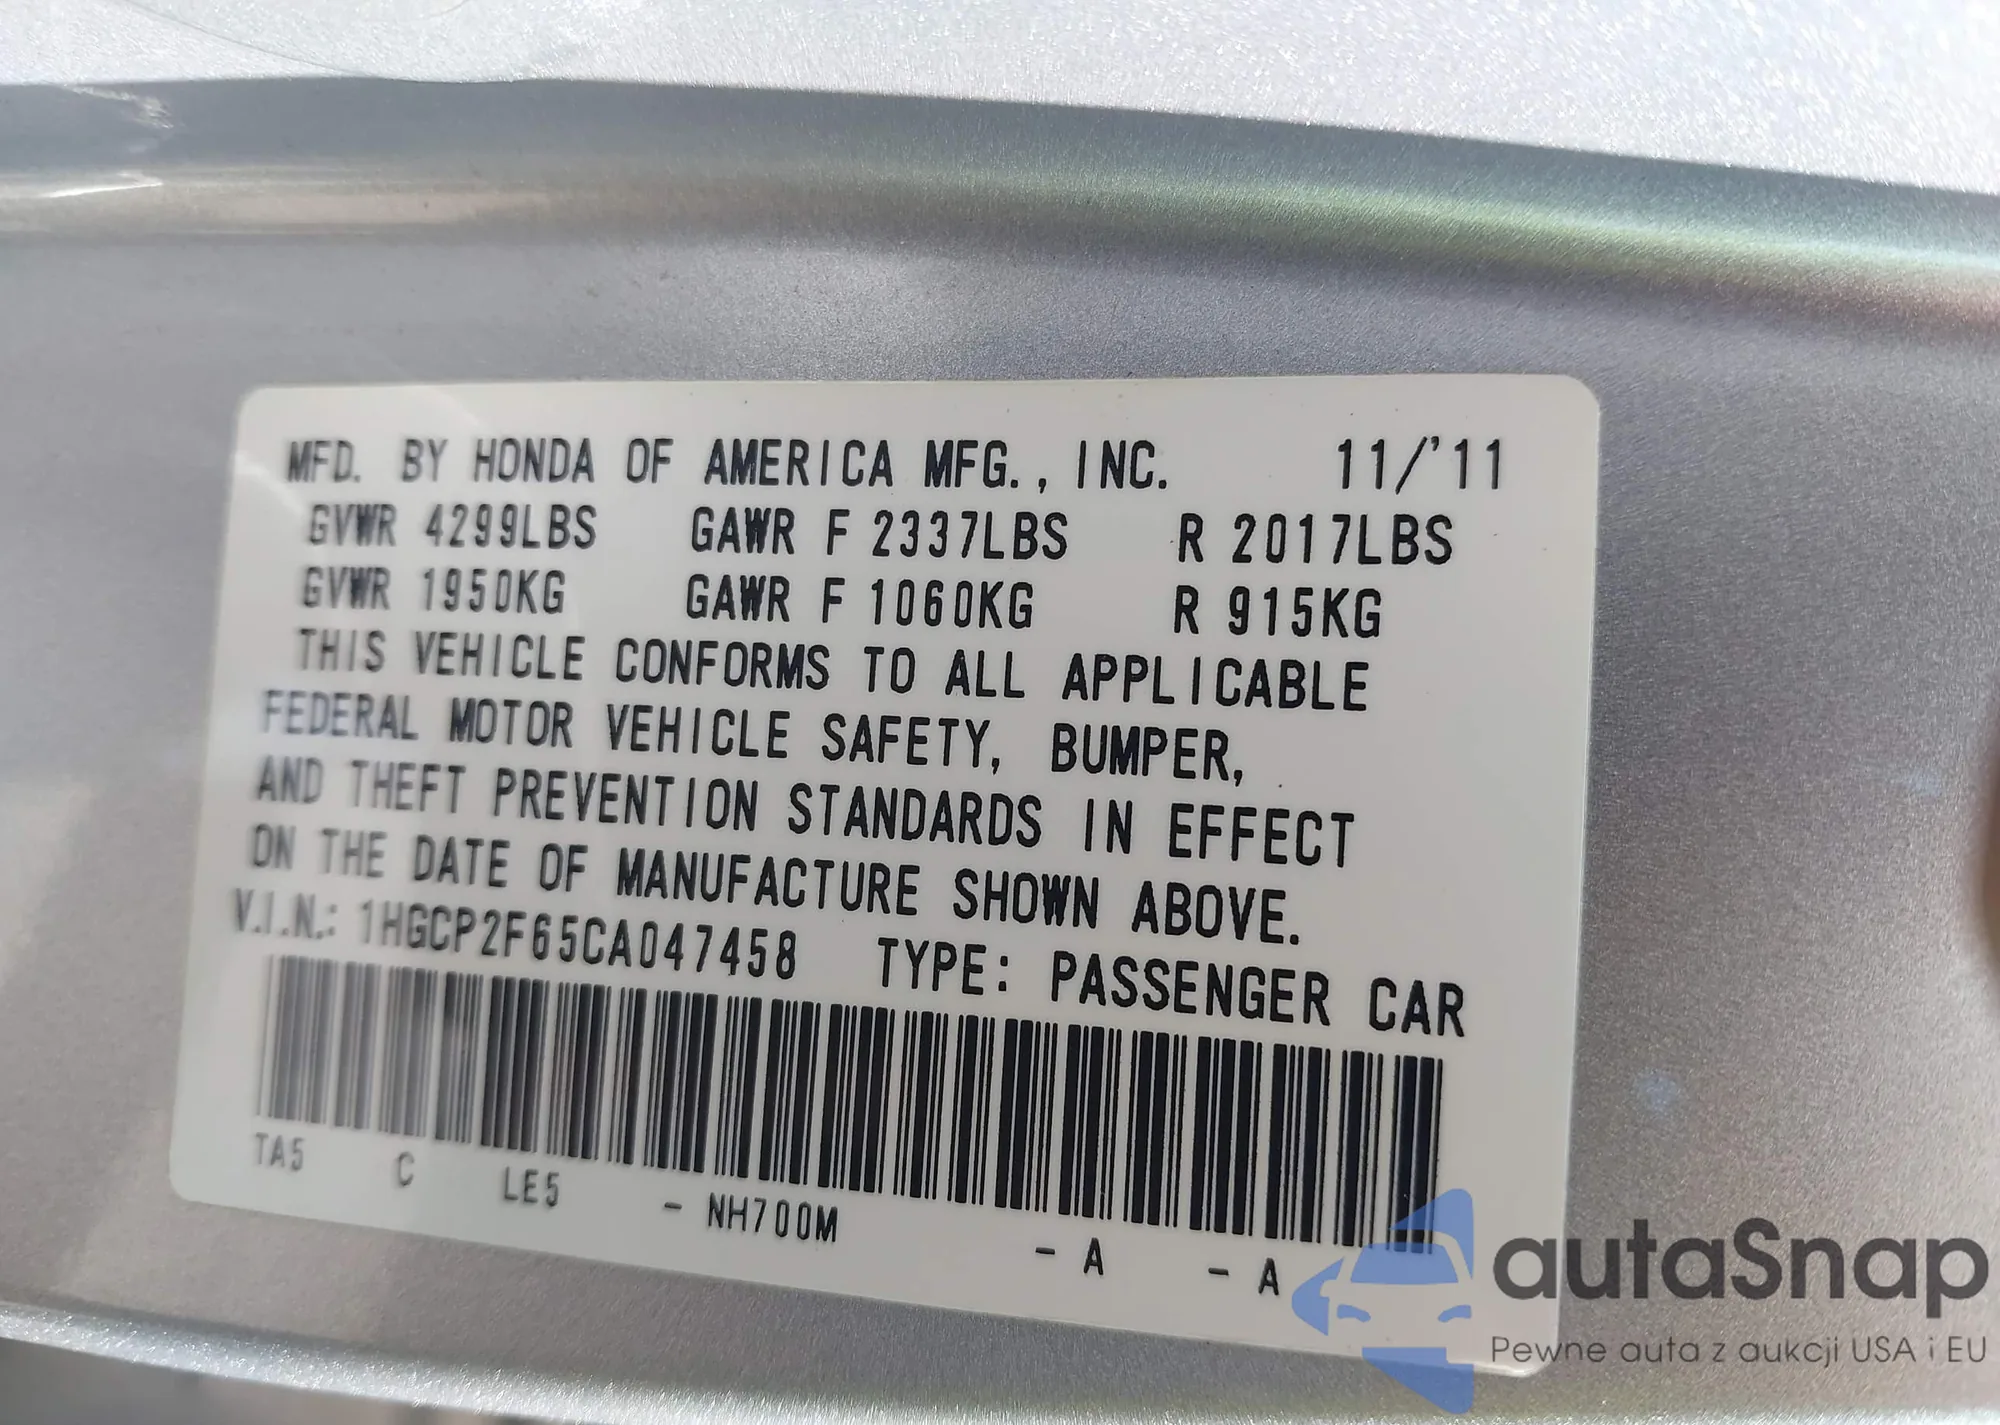 MFD. BY HONDA OF AMERICA MFG., INC. 11/'11
GVWR 4299LBS GAWR F 2337LBS R 2017LBS
GVWR 1950KG GAWR F 1060KG R 915KG
THIS VEHICLE CONFORMS TO ALL APPLICABLE
FEDERAL MOTOR VEHICLE SAFETY, BUMPER,
AND THEFT PREVENTION STANDARDS IN EFFECT
ON THE DATE OF MANUFACTURE SHOWN ABOVE.
V.I.N.: 1HGCP2F65CA047458 TYPE: PASSENGER CAR
TA5 C LE5 - NH700M - A - A
autaSnap
Pewne auta z aukcji USA i EU